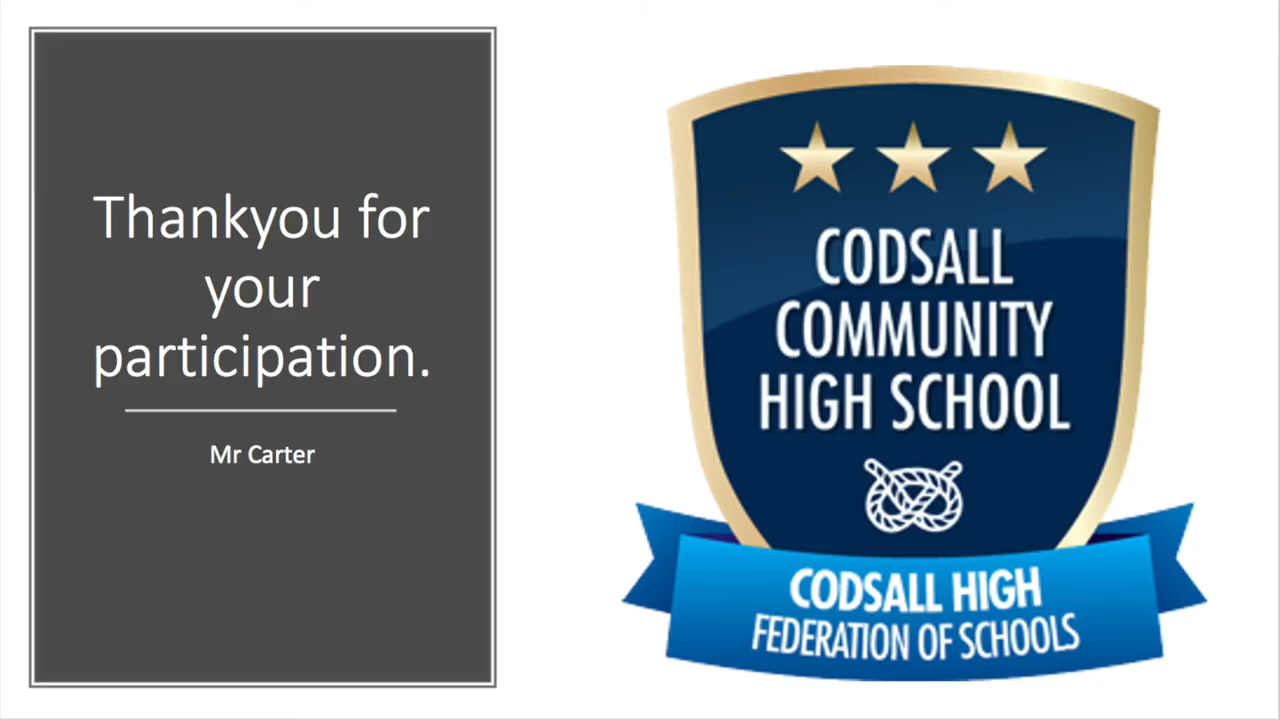 Thankyou for
your
participation.
Mr Carter
CODSALL
COMMUNITY
HIGH SCHOOL
CODSALL HIGH
FEDERATION OF SCHOOLS